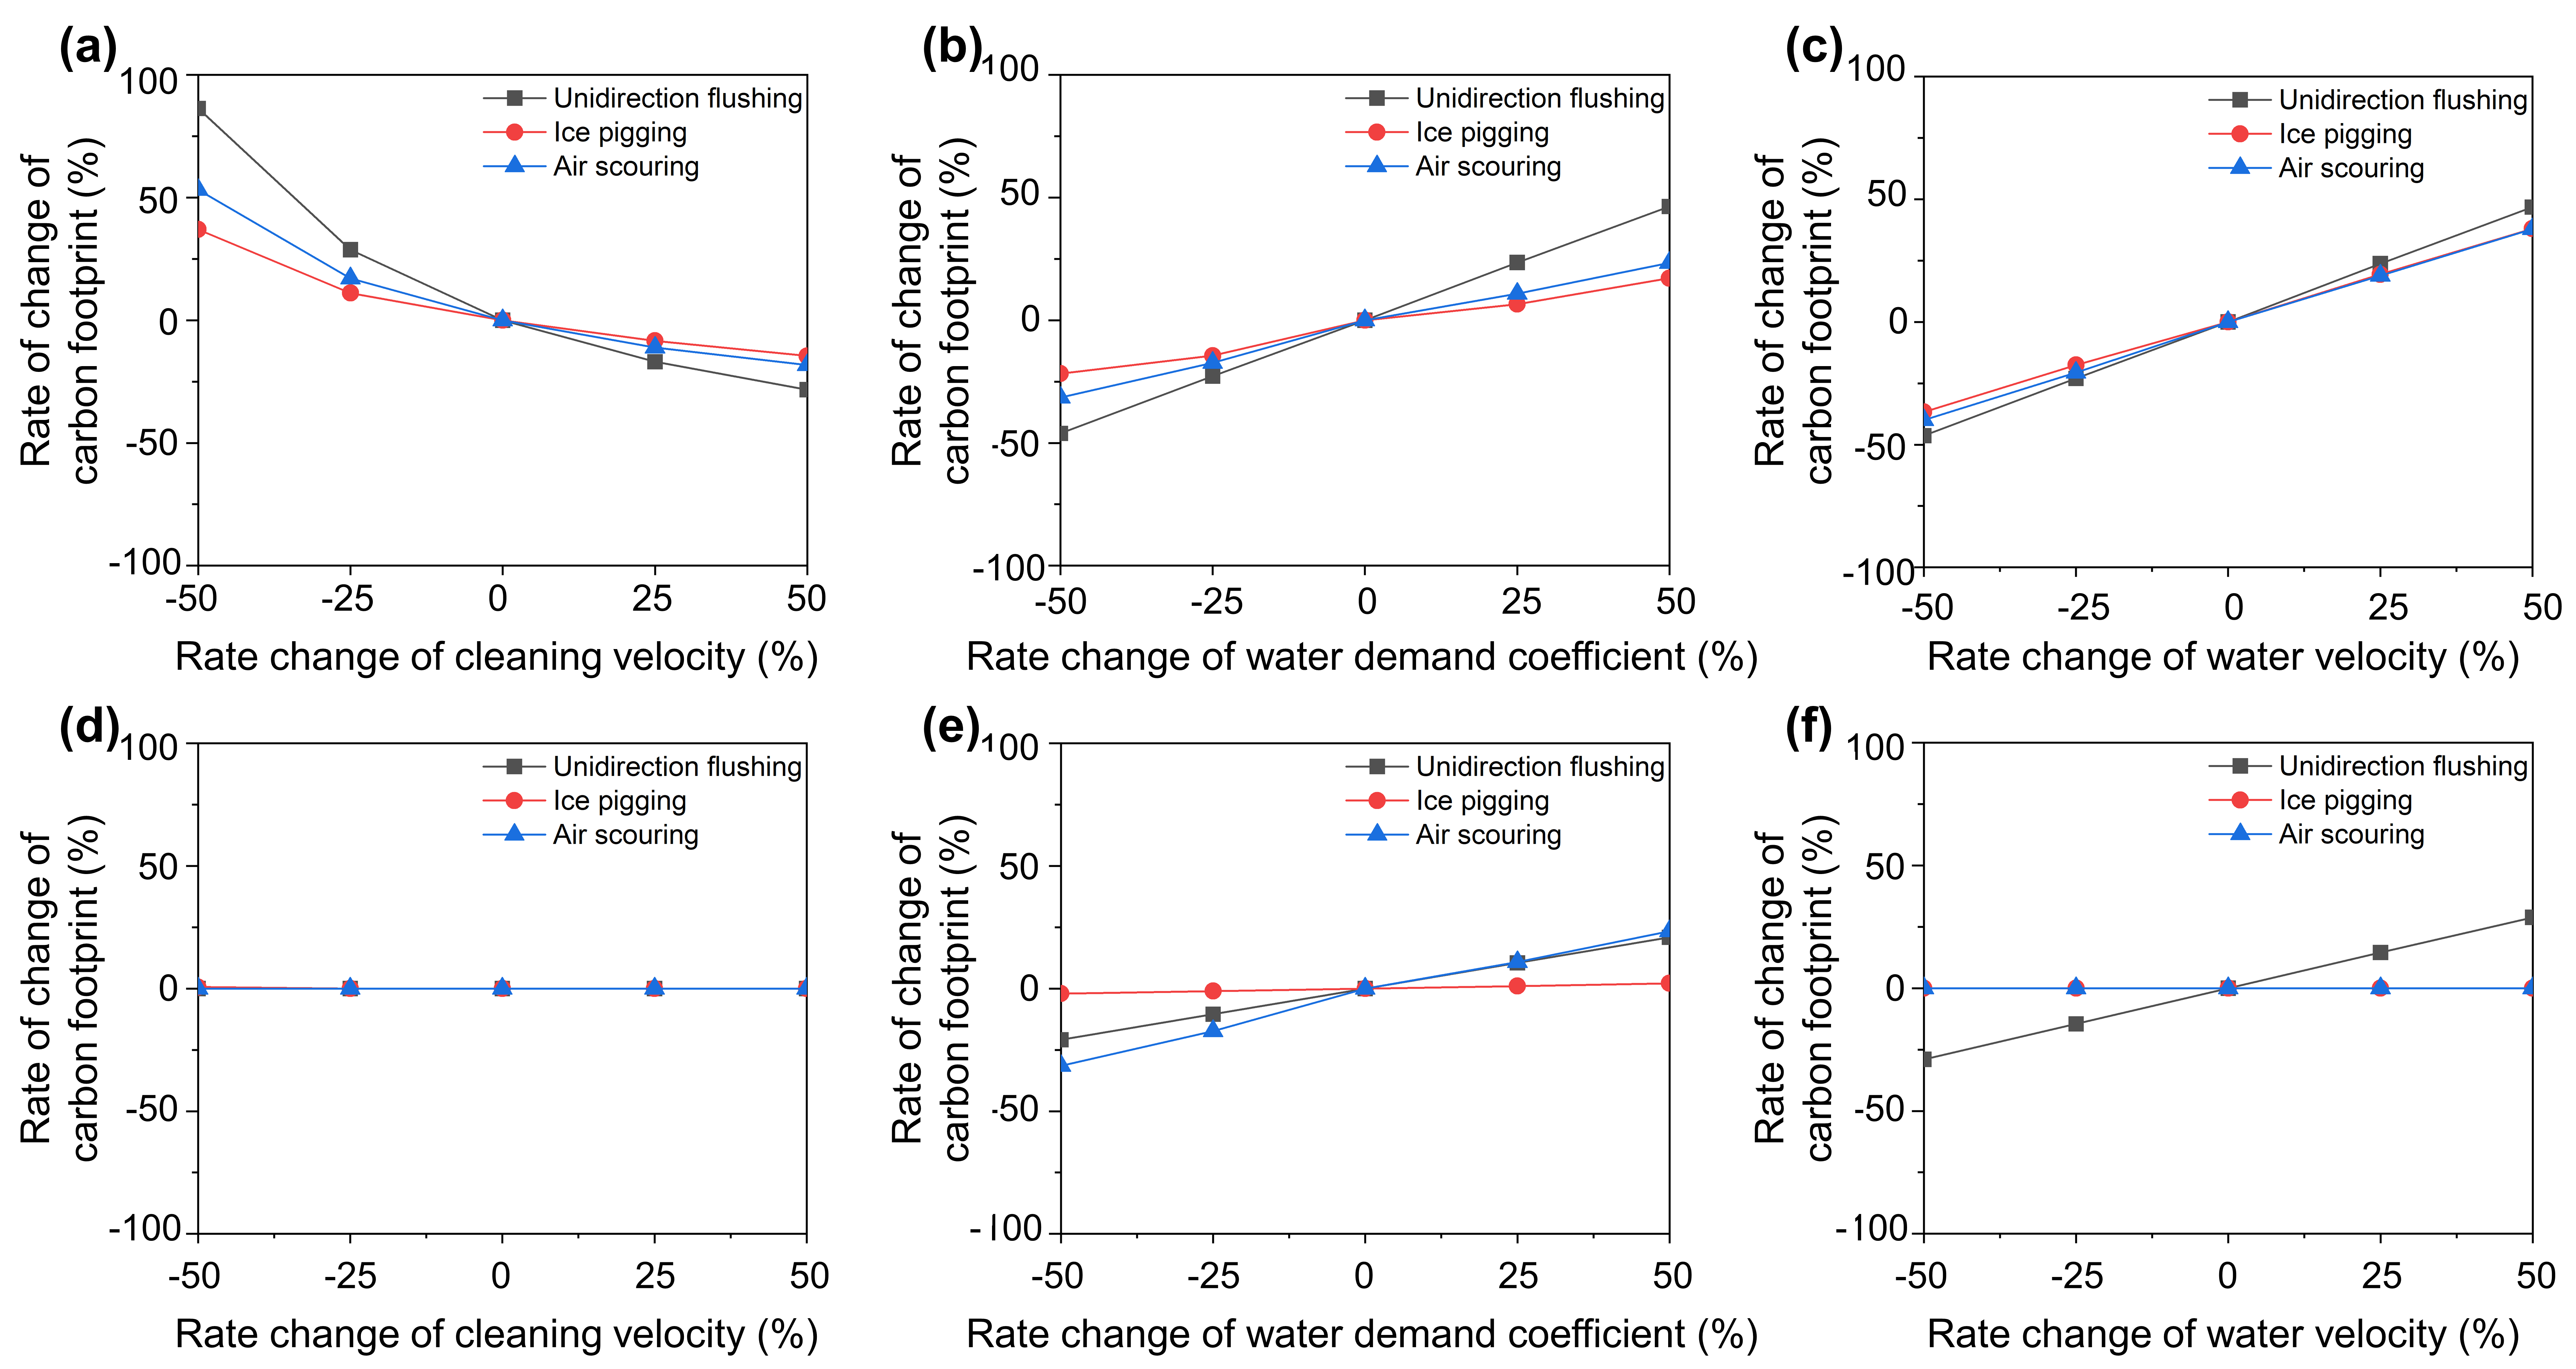 (a)
100
50
0
-50
-100
Rate of change of
carbon footprint (%)
Unidirection flushing
Ice pigging
Air scouring
-50 -25 0 25 50
Rate change of cleaning velocity (%)
(b)
100
50
0
-50
-100
Rate of change of
carbon footprint (%)
Unidirection flushing
Ice pigging
Air scouring
-50 -25 0 25 50
Rate change of water demand coefficient (%)
(c)
100
50
0
-50
-100
Rate of change of
carbon footprint (%)
Unidirection flushing
Ice pigging
Air scouring
-50 -25 0 25 50
Rate change of water velocity (%)
(d)
100
50
0
-50
-100
Rate of change of
carbon footprint (%)
Unidirection flushing
Ice pigging
Air scouring
-50 -25 0 25 50
Rate change of cleaning velocity (%)
(e)
100
50
0
-50
-100
Rate of change of
carbon footprint (%)
Unidirection flushing
Ice pigging
Air scouring
-50 -25 0 25 50
Rate change of water demand coefficient (%)
(f)
100
50
0
-50
-100
Rate of change of
carbon footprint (%)
Unidirection flushing
Ice pigging
Air scouring
-50 -25 0 25 50
Rate change of water velocity (%)